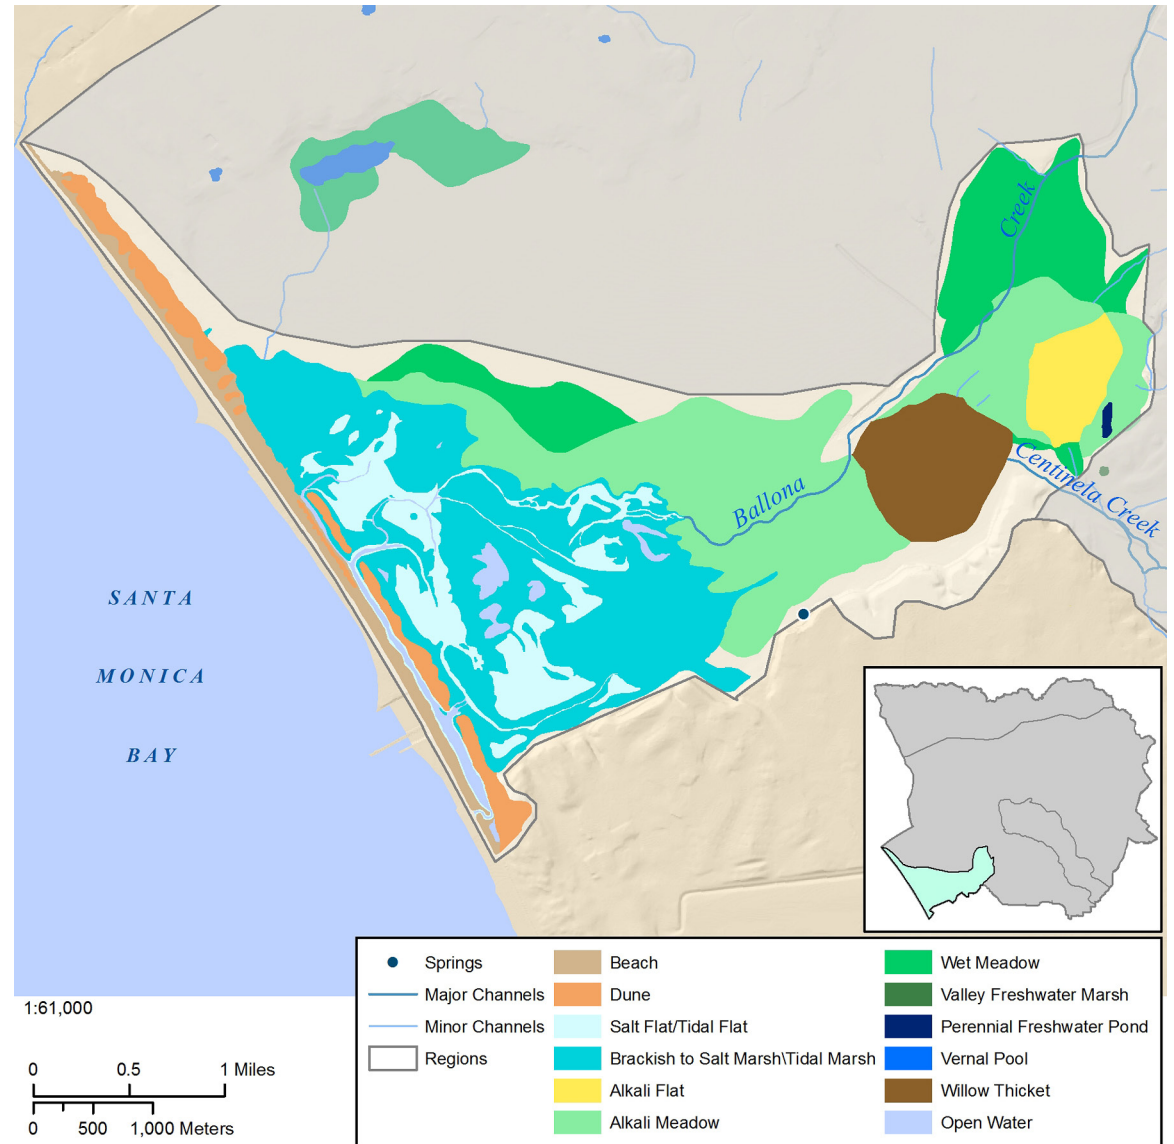 Creek
Centinela Creek
Ballona
SANTA
MONICA
BAY
1:61,000
0 0.5 1 Miles
0 500 1,000 Meters
Springs
Major Channels
Minor Channels
Regions
Beach
Dune
Salt Flat/Tidal Flat
Brackish to Salt Marsh\Tidal Marsh
Alkali Flat
Alkali Meadow
Wet Meadow
Valley Freshwater Marsh
Perennial Freshwater Pond
Vernal Pool
Willow Thicket
Open Water